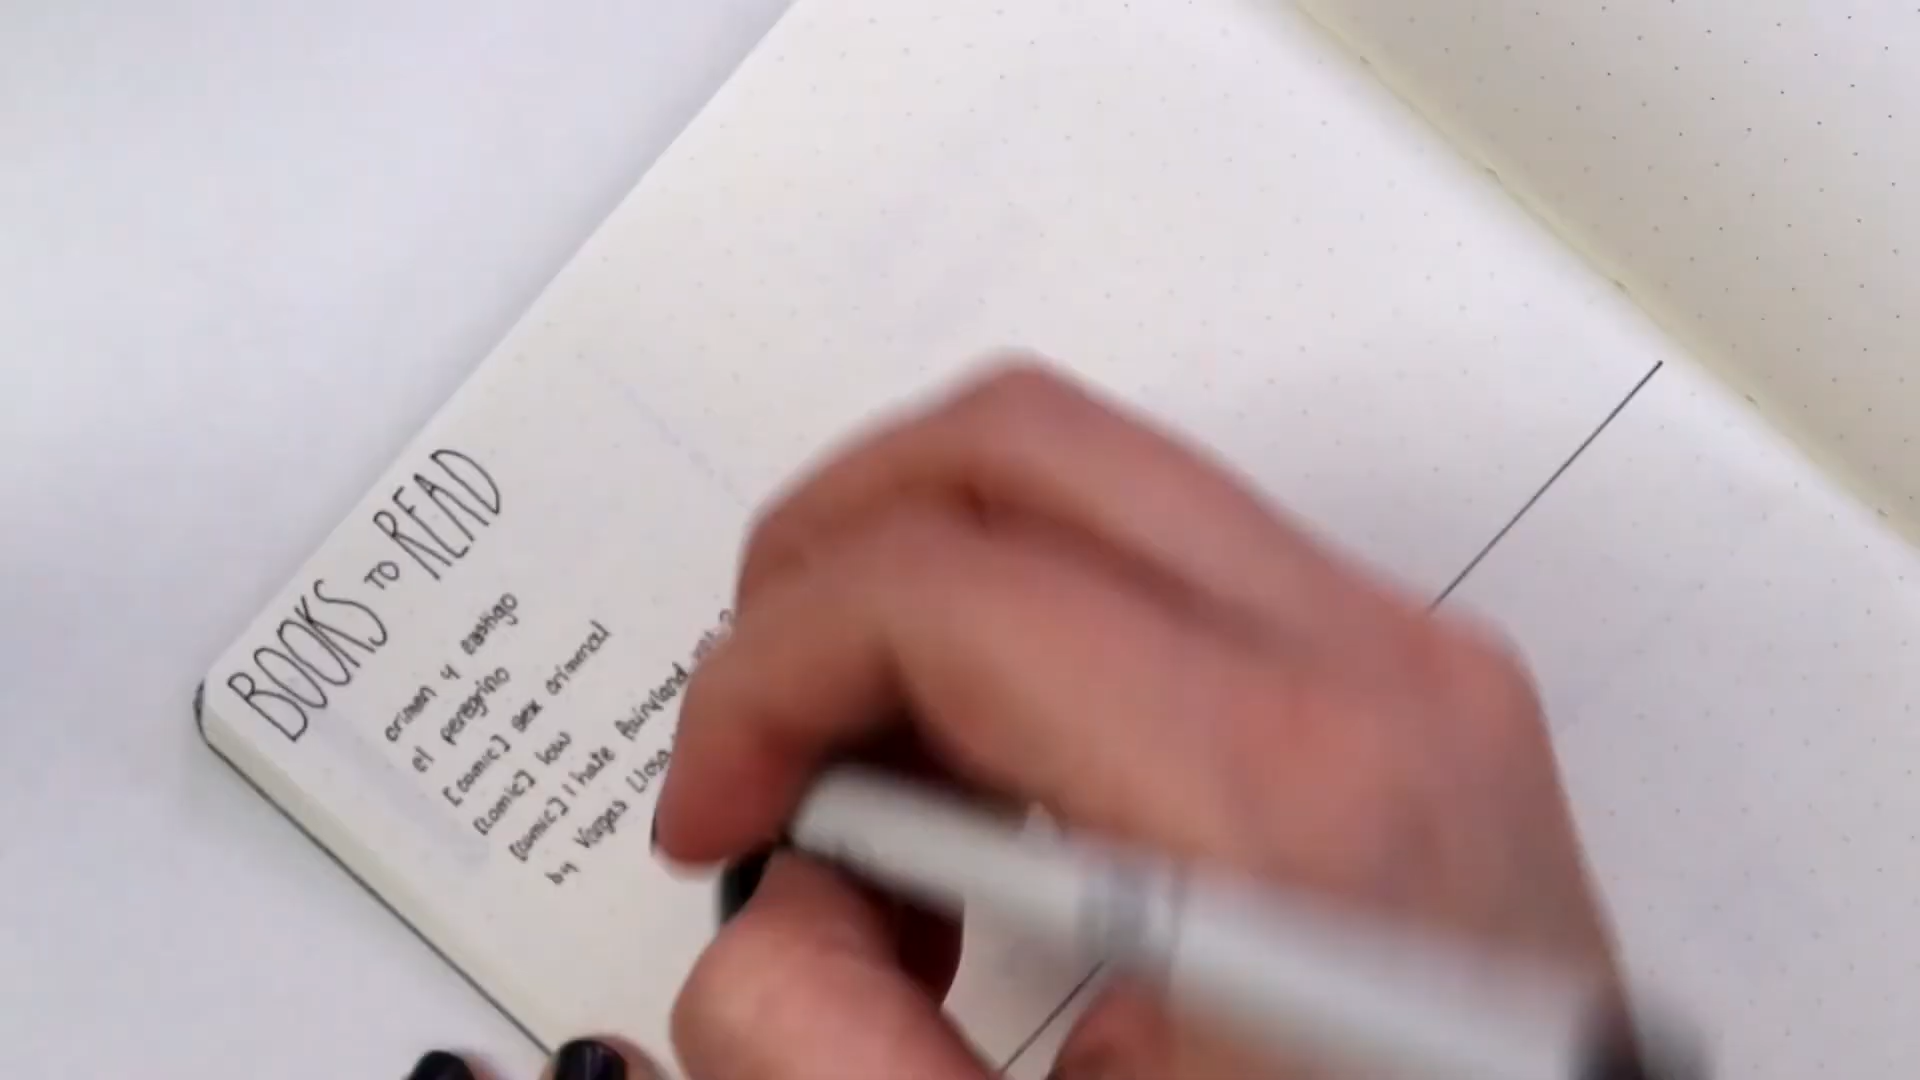 BOOKS TO READ
crimen y castigo
el peregrino
[comic] sex criminal
[comic] low
[comic] I hate Fairyland
by Vargas Llosa